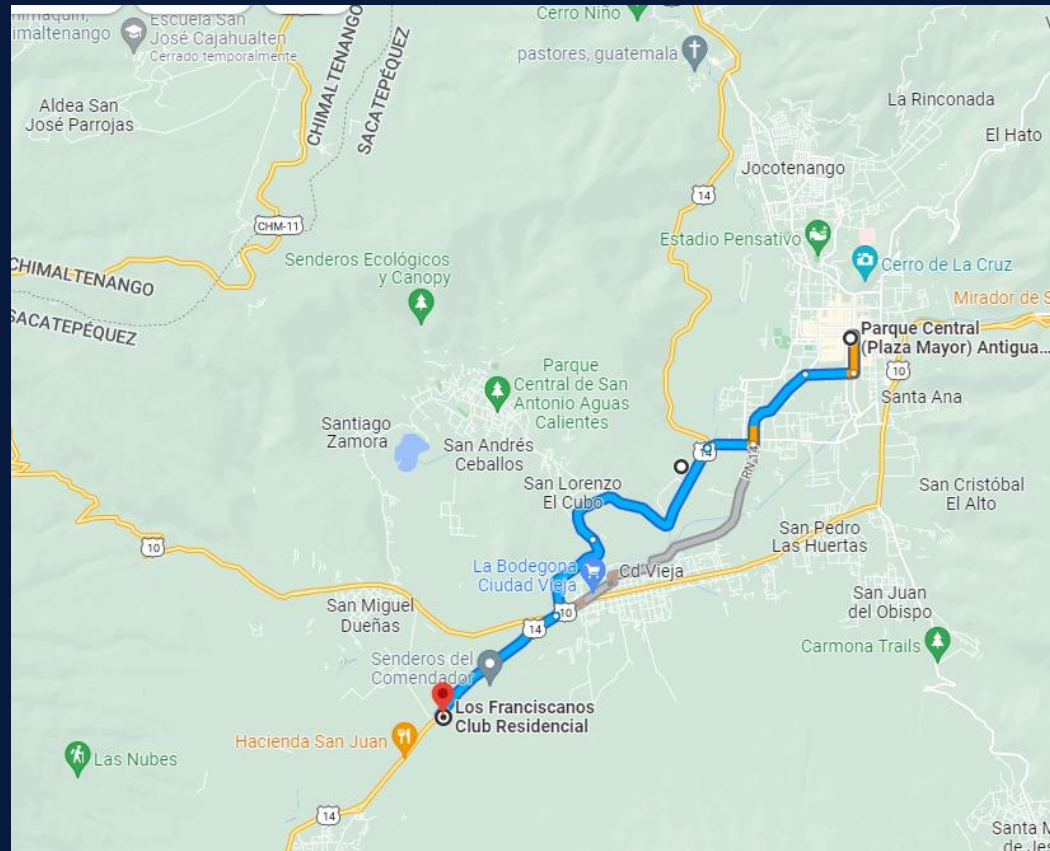 imaltenango
Escuela San
José Cajahualten
Cerrado temporalmente
CHIMALTENANGO
SACATEPÉQUEZ
Cerro Niño
pastores, guatemala
Aldea San
José Parrojas
La Rinconada
El Hato
Jocotenango
14
CHM-11
Estadio Pensativo
Senderos Ecológicos
y Canopy
Cerro de La Cruz
CHIMALTENANGO
SACATEPÉQUEZ
Mirador de S
Parque Central
(Plaza Mayor) Antigua...
10
Parque
Central de San
Antonio Aguas
Calientes
Santa Ana
Santiago
Zamora
San Andrés
Ceballos
14
RN-14
San Lorenzo
El Cubo
San Cristóbal
El Alto
San Pedro
Las Huertas
10
La Bodegona
Ciudad Vieja
Cd Vieja
San Miguel
Dueñas
10
14
San Juan
del Obispo
Carmona Trails
Senderos del
Comendador
Los Franciscanos
Club Residencial
Hacienda San Juan
Las Nubes
14
Santa M
de Jes